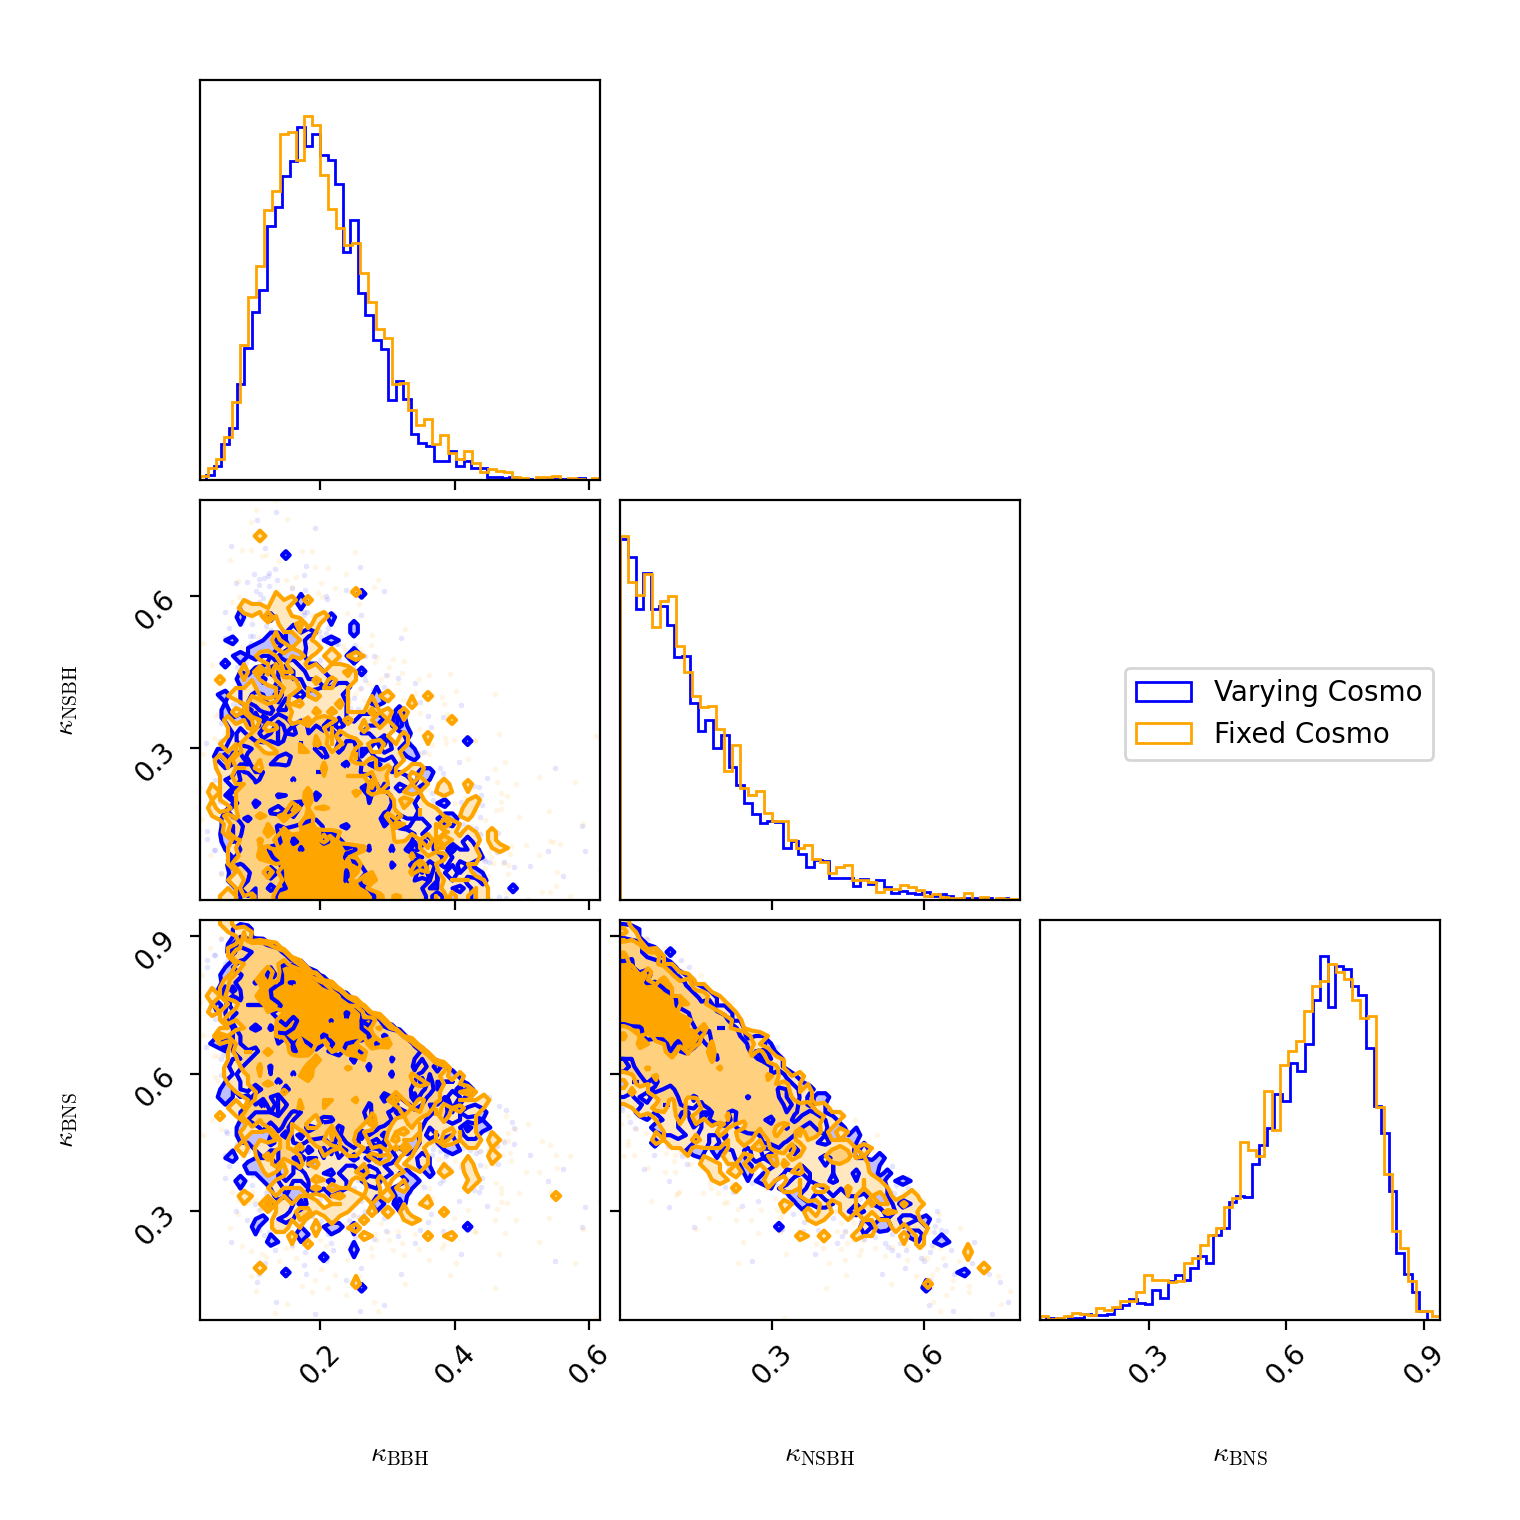 0.6
0.3
κNSBH
Varying Cosmo
Fixed Cosmo
0.9
0.6
0.3
κBNS
0.2 0.4 0.6 0.3 0.6 0.3 0.6 0.9
κBBH κNSBH κBNS